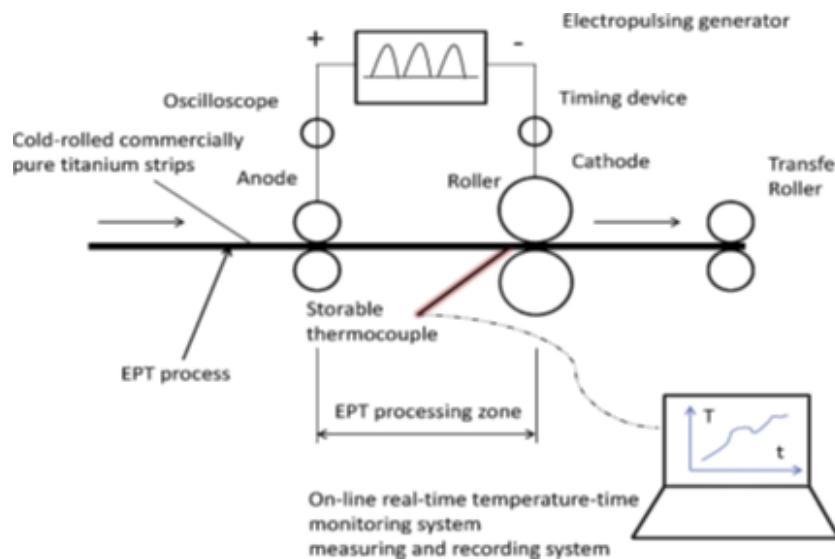 Electropulsing generator
+
-
Oscilloscope
Timing device
Cold-rolled commercially
pure titanium strips
Anode
Roller
Cathode
Transfe
Roller
Storable
thermocouple
EPT process
EPT processing zone
T
t
On-line real-time temperature-time
monitoring system
measuring and recording system